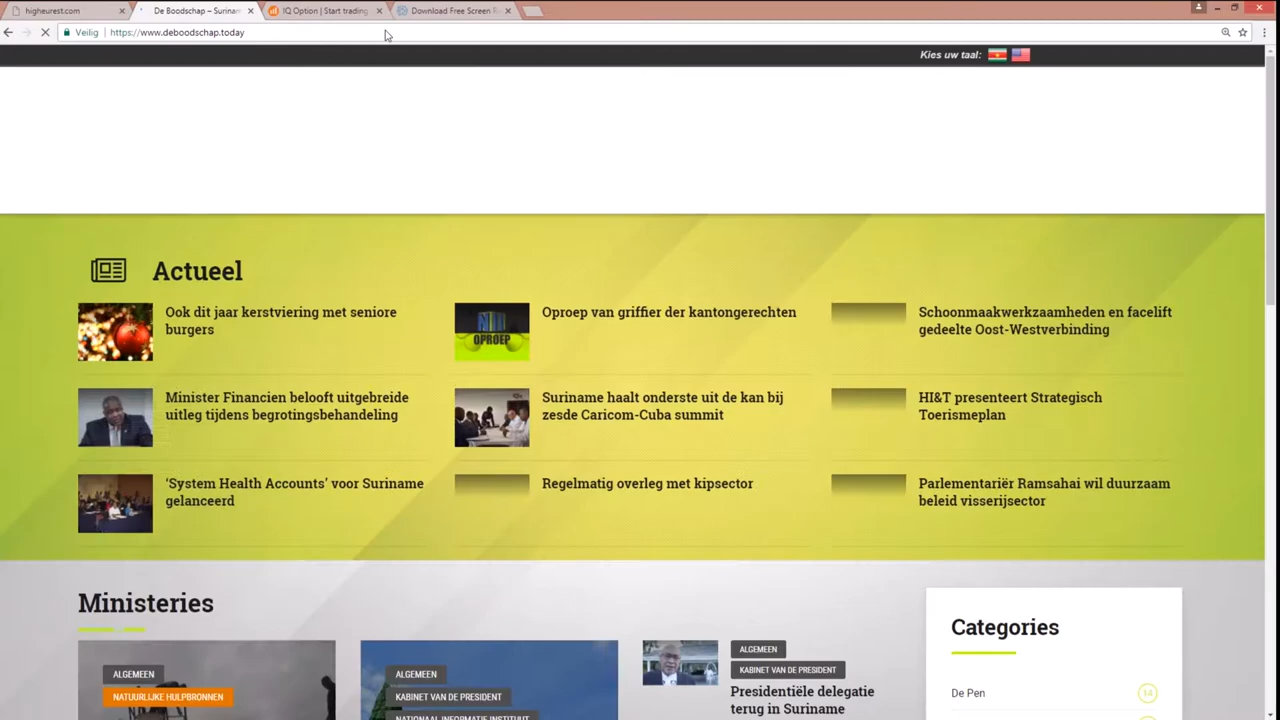 higheurest.com
De Boodschap – Surinam
IQ Option | Start trading
Download Free Screen R
Veilig
https://www.deboodschap.today
Kies uw taal:
Actueel
Ook dit jaar kerstviering met seniore
burgers
Oproep van griffier der kantongerechten
OPROEP
Schoonmaakwerkzaamheden en facelift
gedeelte Oost-Westverbinding
Minister Financien belooft uitgebreide
uitleg tijdens begrotingsbehandeling
Suriname haalt onderste uit de kan bij
zesde Caricom-Cuba summit
HI&T presenteert Strategisch
Toerismeplan
‘System Health Accounts’ voor Suriname
gelanceerd
Regelmatig overleg met kipsector
Parlementariër Ramsahai wil duurzaam
beleid visserijsector
Ministeries
ALGEMEEN
NATUURLIJKE HULPBRONNEN
ALGEMEEN
KABINET VAN DE PRESIDENT
NATIONAAL INFORMATIE INSTITUUT
ALGEMEEN
KABINET VAN DE PRESIDENT
Presidentiële delegatie
terug in Suriname
Categories
De Pen
14